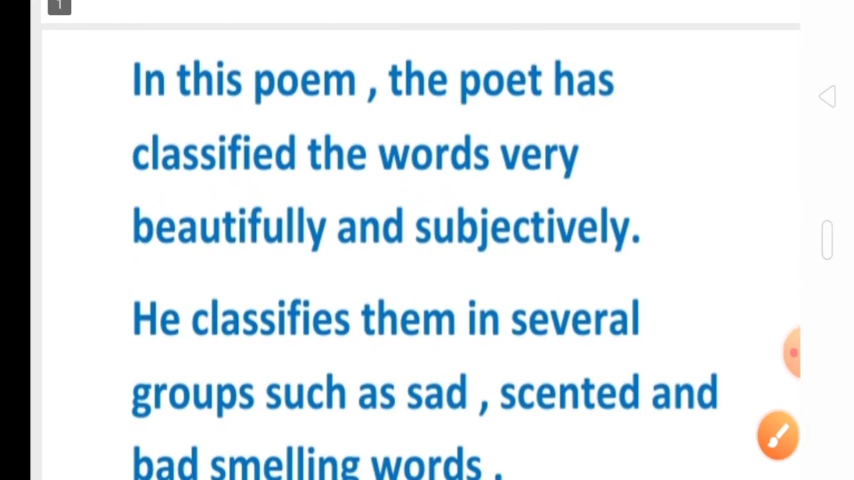 1
In this poem , the poet has
classified the words very
beautifully and subjectively.
He classifies them in several
groups such as sad , scented and
bad smelling words .